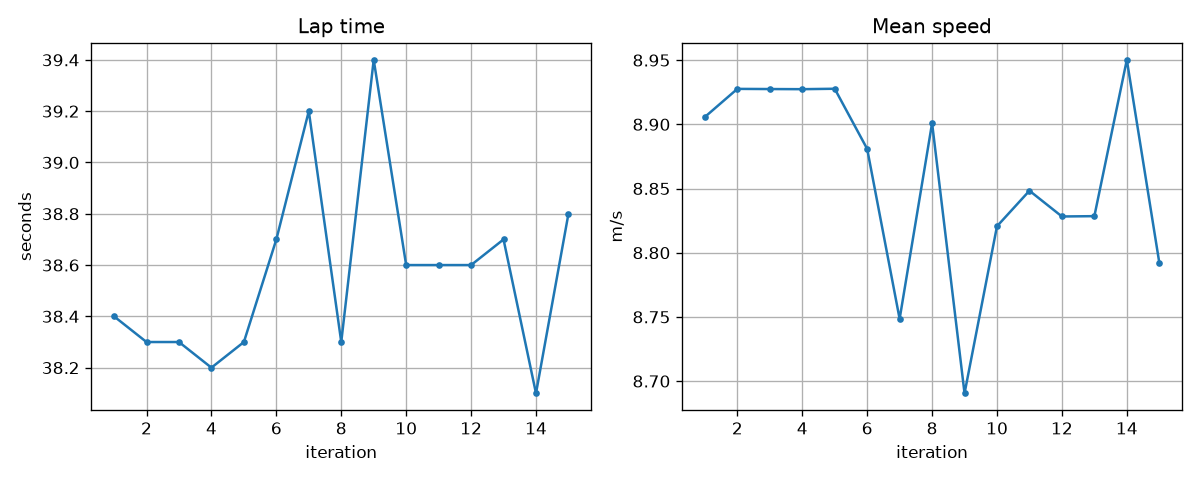 Lap time
39.4
39.2
39.0
38.8
38.6
38.4
38.2
seconds
2 4 6 8 10 12 14
iteration
Mean speed
8.95
8.90
8.85
8.80
8.75
8.70
m/s
2 4 6 8 10 12 14
iteration